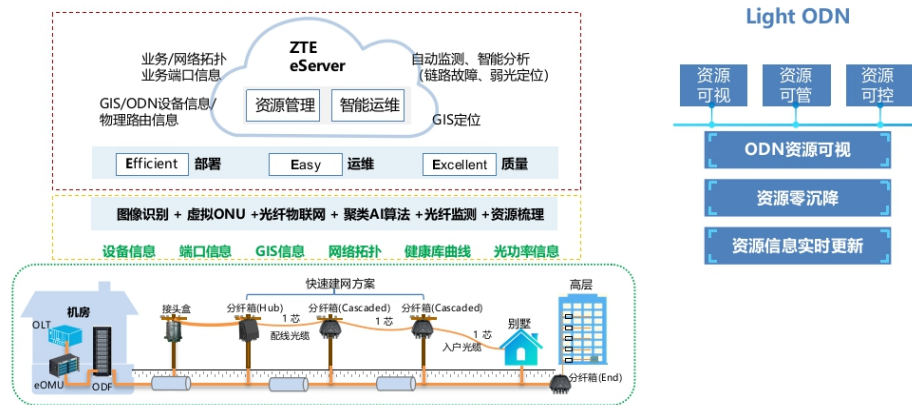 Light ODN
ZTE
eServer
业务/网络拓扑
业务端口信息
自动监测、智能分析
（链路故障、弱光定位)
GIS/ODN设备信息/
物理路由信息
资源管理
智能运维
GIS定位
Efficient 部署
Easy 运维
Excellent 质量
图像识别 + 虚拟ONU +光纤物联网 + 聚类AI算法 +光纤监测 +资源梳理
设备信息
端口信息
GIS信息
网络拓扑
健康库曲线
光功率信息
资源
可视
资源
可管
资源
可控
ODN资源可视
资源零沉降
资源信息实时更新
快速建网方案
高层
机房
接头盒
分纤箱(Hub)
分纤箱(Cascaded)
分纤箱(Cascaded)
OLT
1 芯
1 芯
1 芯
别墅
配线光缆
入户光缆
eOMU
ODF
分纤箱(End)